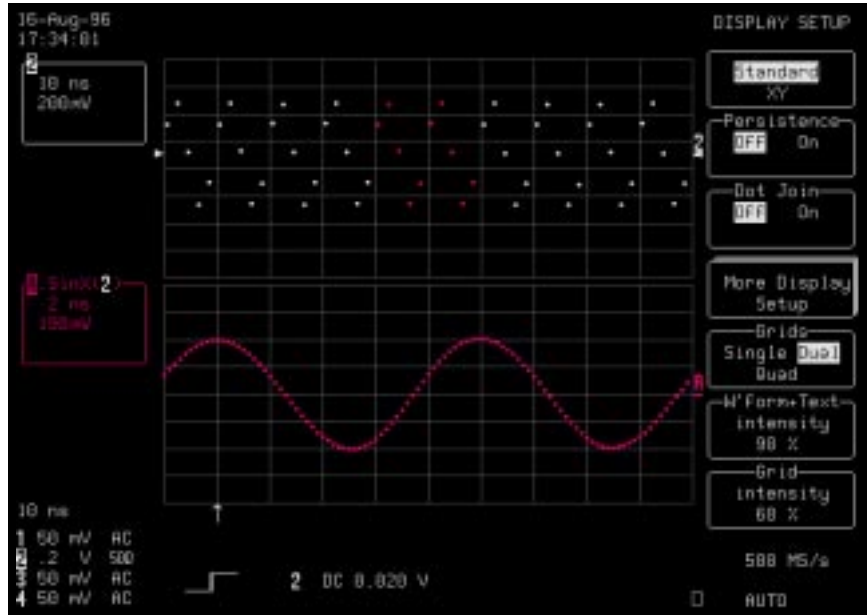 16-Aug-96
17:34:01
2
10 ns
200mV
SinX(2)
2 ns
100mV
10 ns
1 50 mV AC
2 .2 V 50Ω
3 50 mV AC
4 50 mV AC
2 DC 0.020 V
2
A
DISPLAY SETUP
Standard
XY
Persistence
OFF On
Dot Join
OFF On
More Display
Setup
Grids
Single Dual
Quad
W'form+Text
intensity
90 %
Grid
intensity
60 %
500 MS/s
AUTO